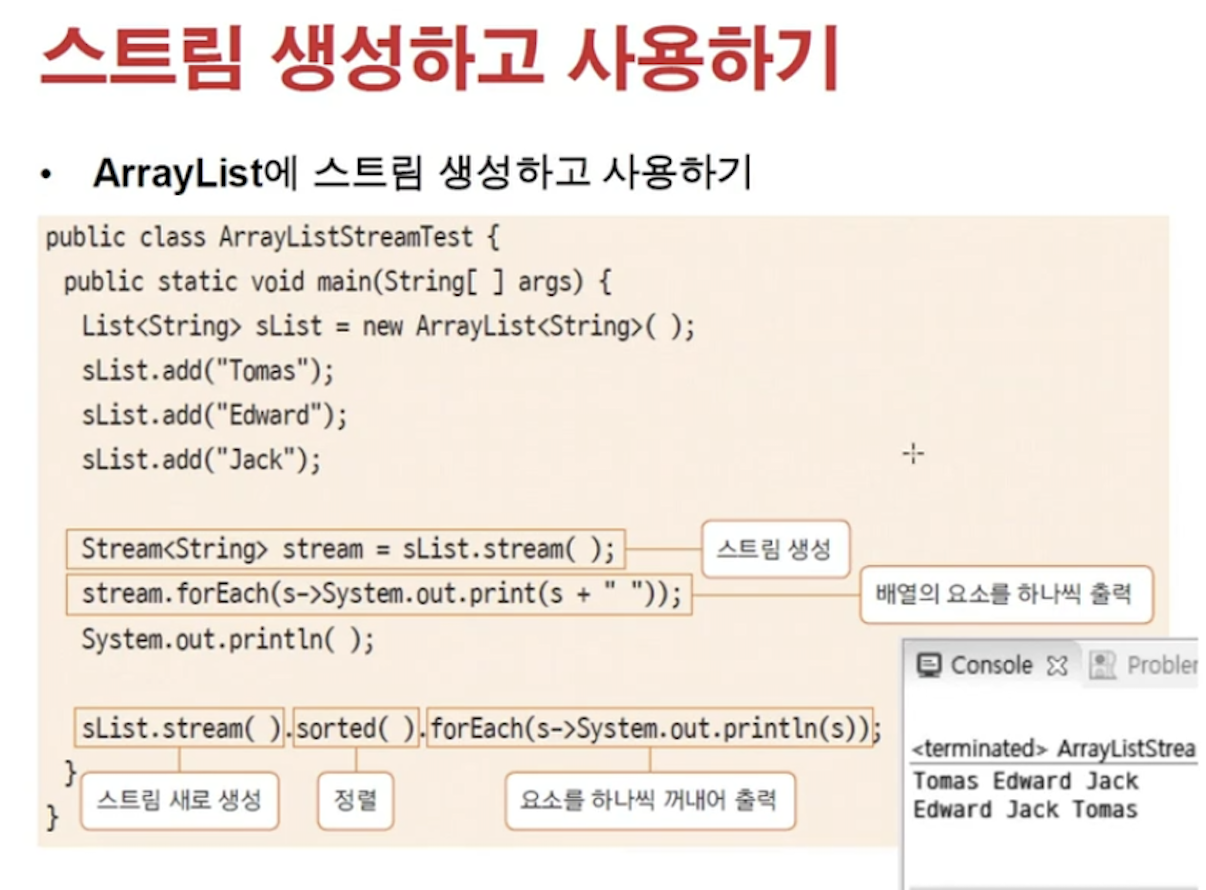 스트림 생성하고 사용하기
• ArrayList에 스트림 생성하고 사용하기
public class ArrayListStreamTest {
public static void main(String[ ] args) {
List<String> sList = new ArrayList<String>( );
sList.add("Tomas");
sList.add("Edward");
sList.add("Jack");
Stream<String> stream = sList.stream( );
스트림 생성
stream.forEach(s->System.out.print(s + " "));
배열의 요소를 하나씩 출력
System.out.println( );
sList.stream( ).sorted( ).forEach(s->System.out.println(s));
}
스트림 새로 생성
정렬
요소를 하나씩 꺼내어 출력
}
Console
Problem
<terminated> ArrayListStrea
Tomas Edward Jack
Edward Jack Tomas